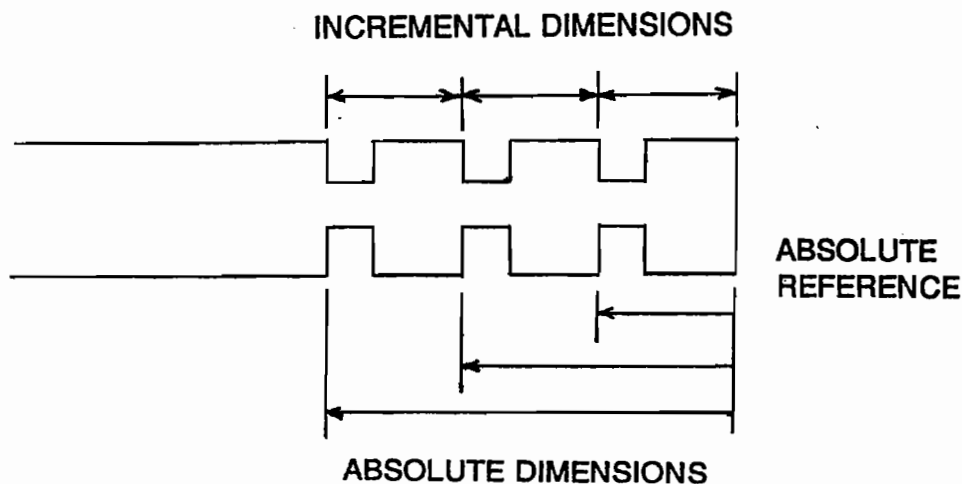 INCREMENTAL DIMENSIONS
ABSOLUTE
REFERENCE
ABSOLUTE DIMENSIONS